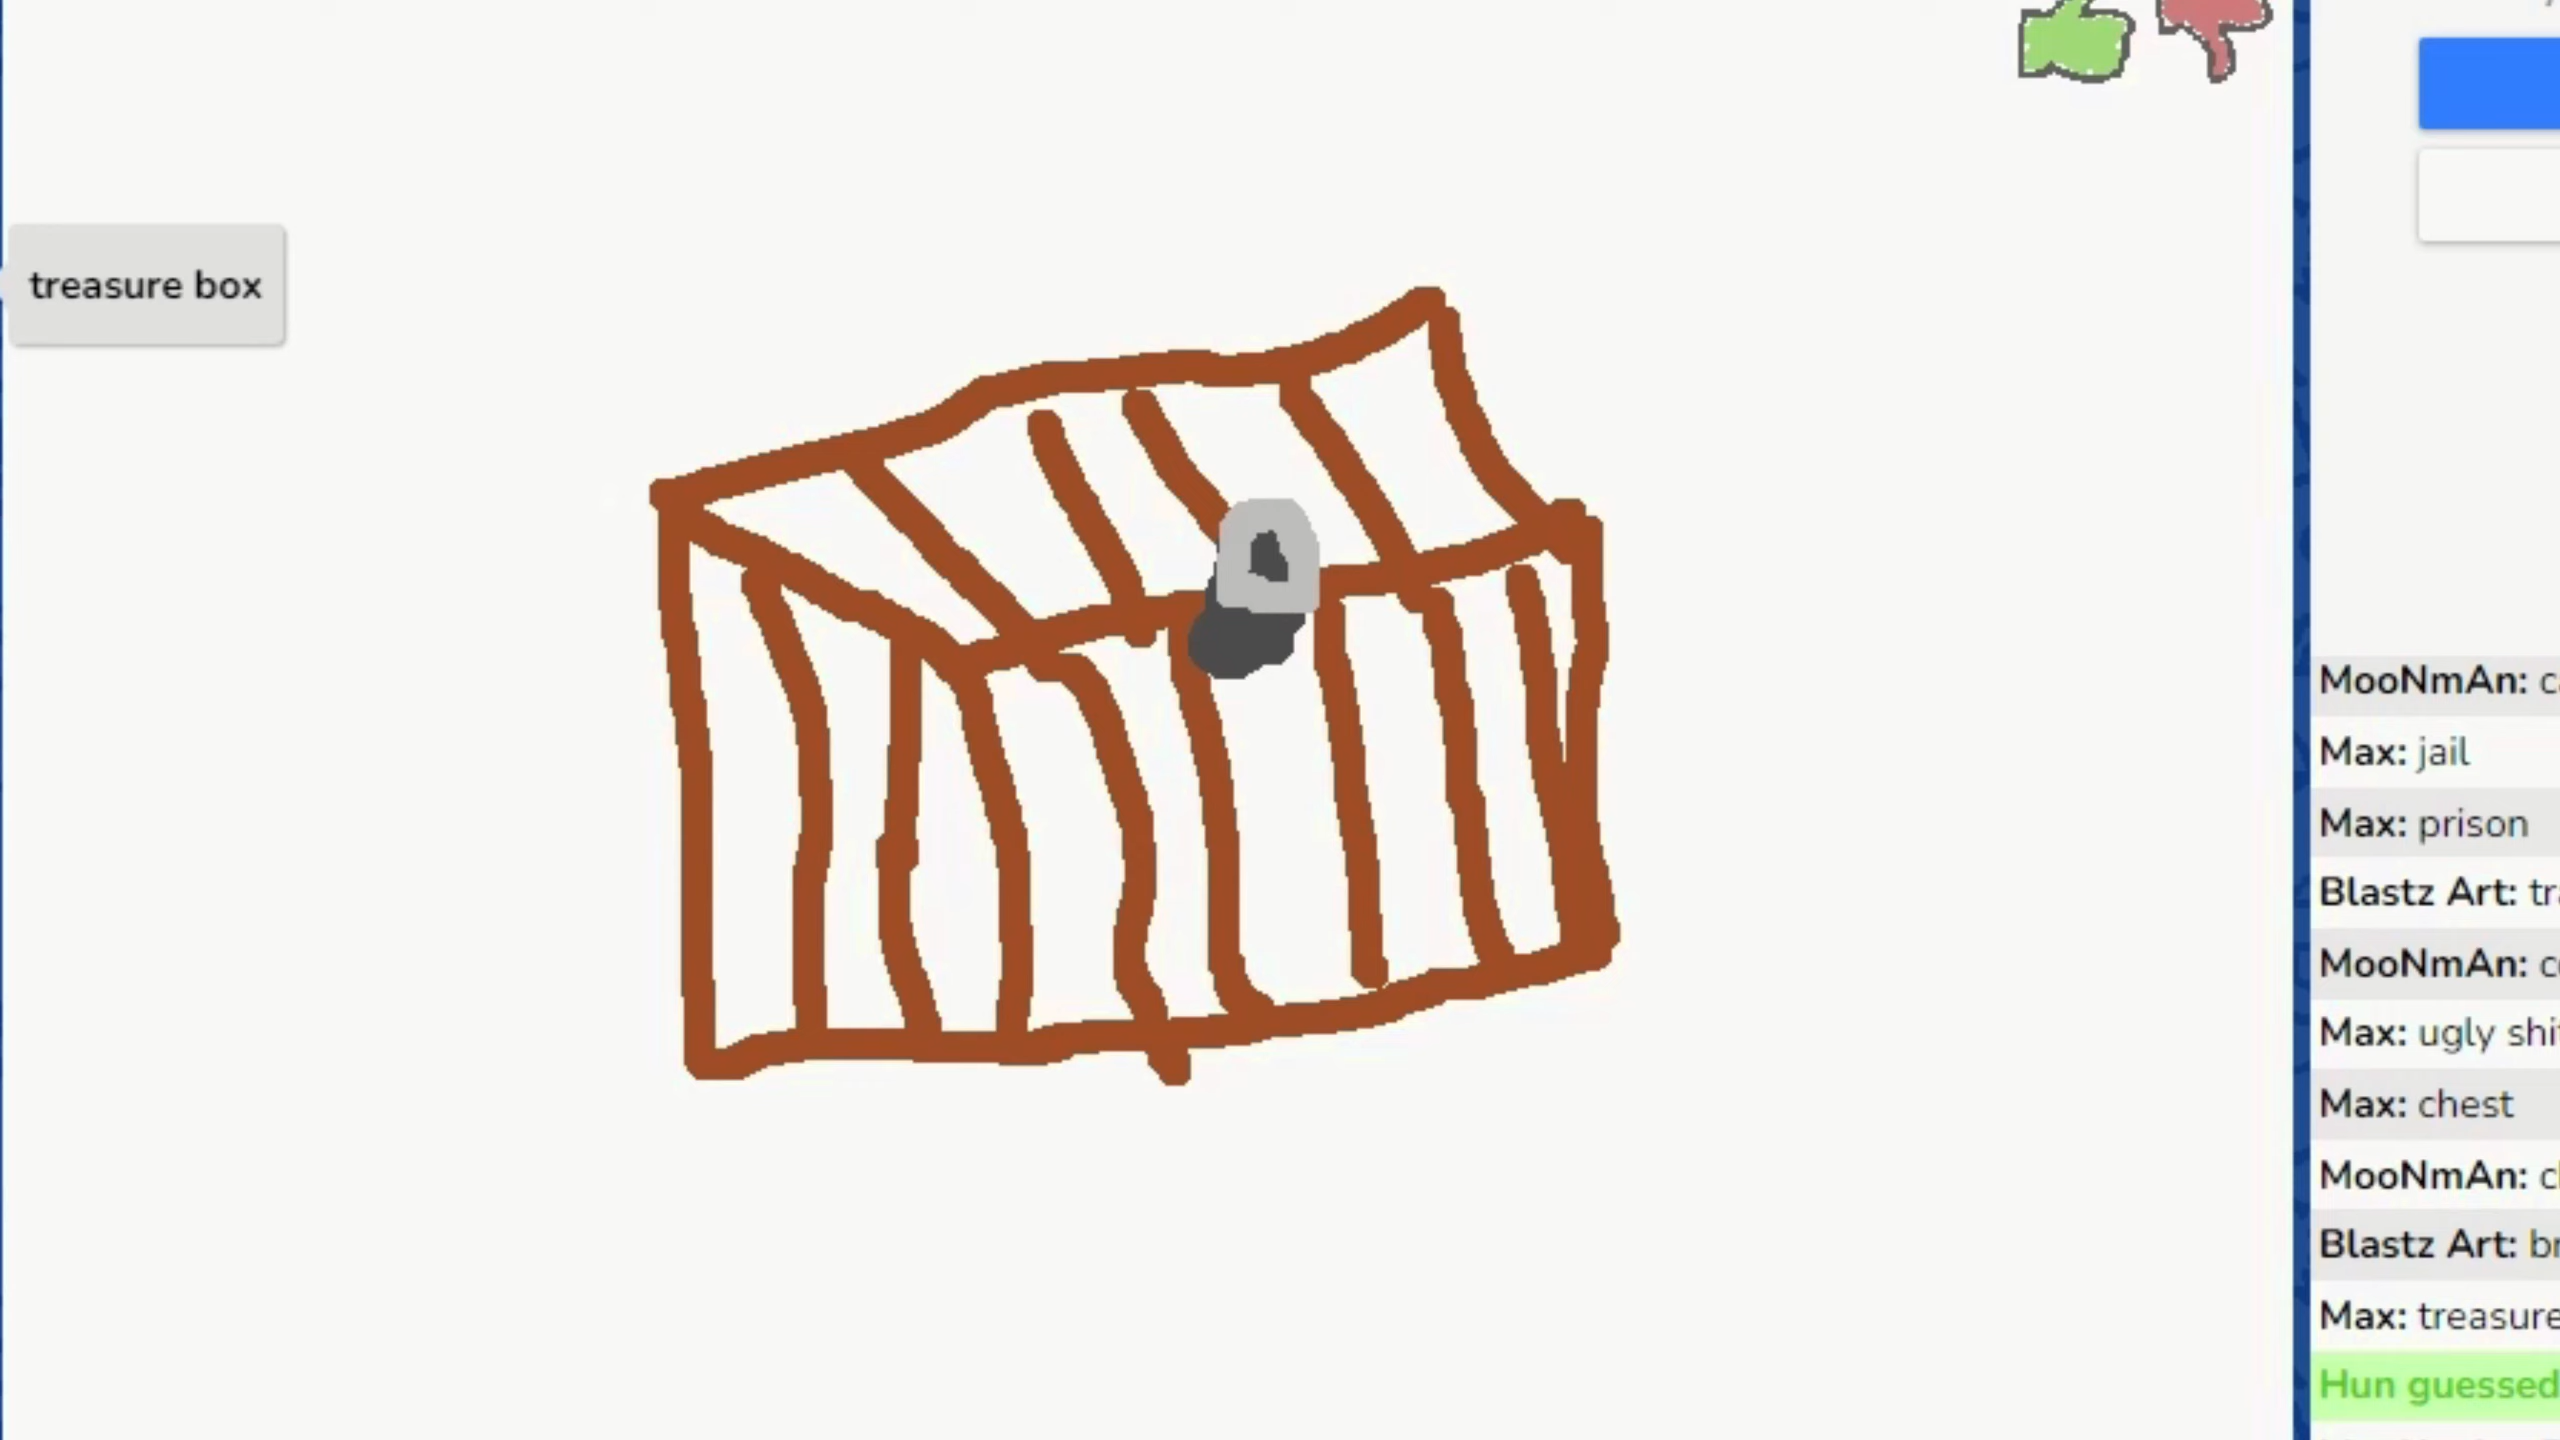 treasure box
MooNmAn:
Max: jail
Max: prison
Blastz Art:
MooNmAn:
Max: ugly
Max: chest
MooNmAn:
Blastz Art:
Max: treasure
Hun guessed